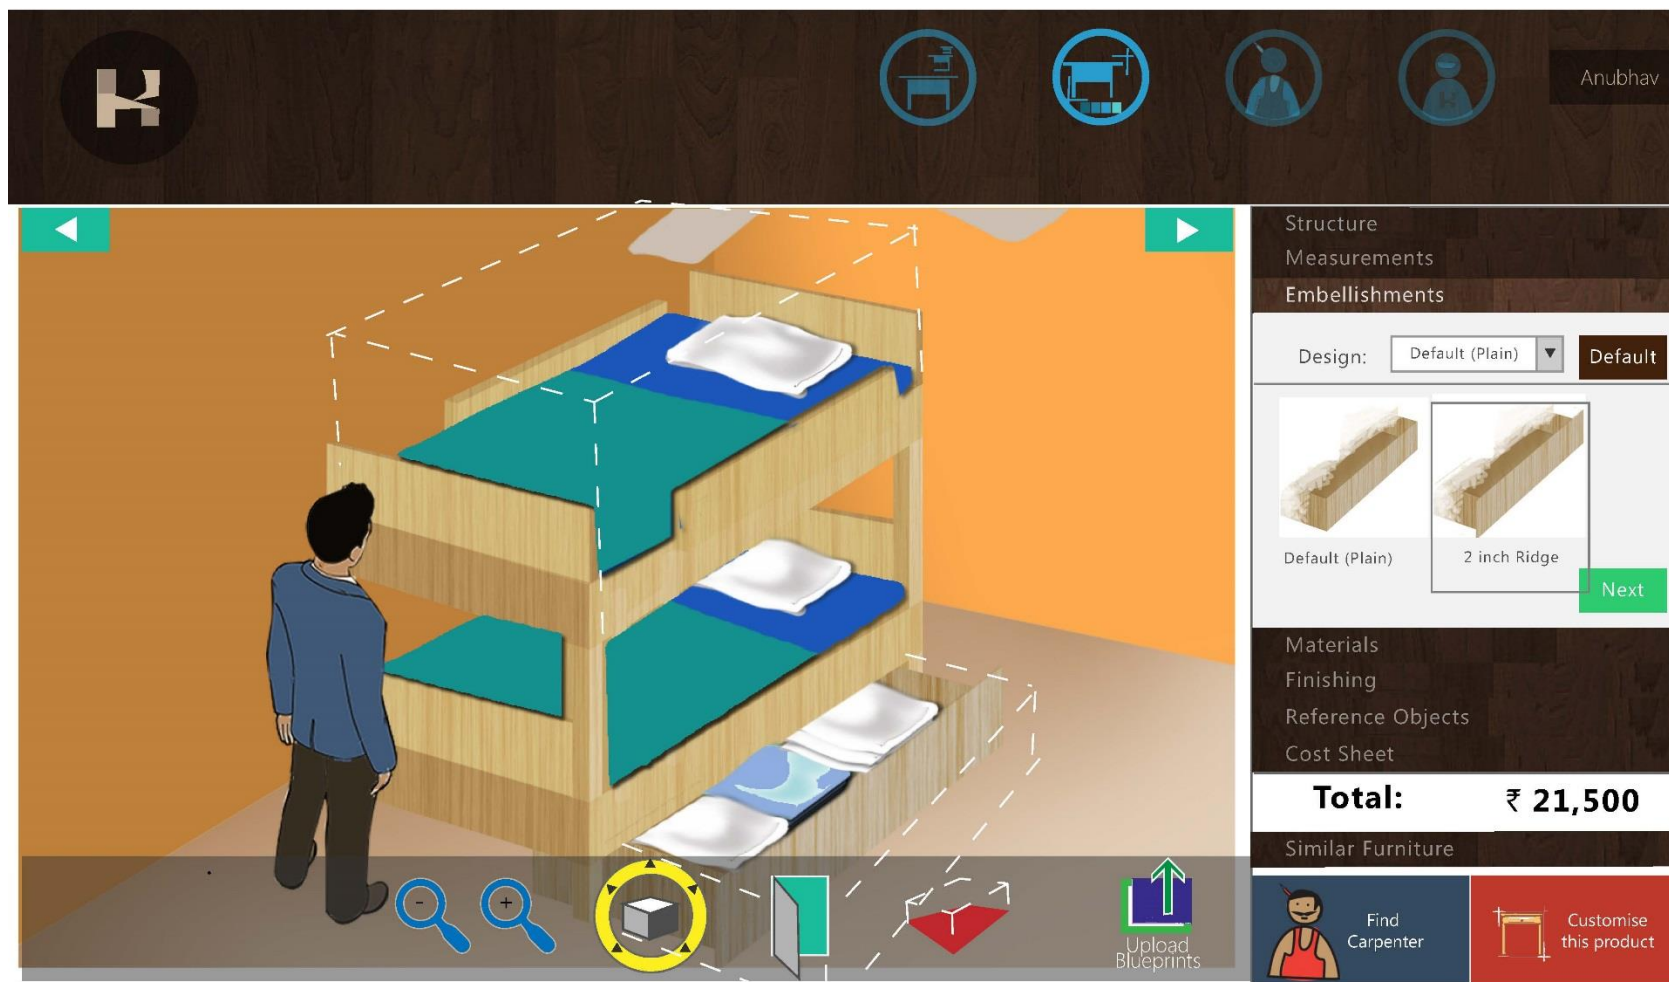 Anubhav
Structure
Measurements
Embellishments
Design:
Default (Plain)
Default
Default (Plain)
2 inch Ridge
Next
Materials
Finishing
Reference Objects
Cost Sheet
Total:
₹ 21,500
Similar Furniture
Find
Carpenter
Customise
this product
Upload
Blueprints